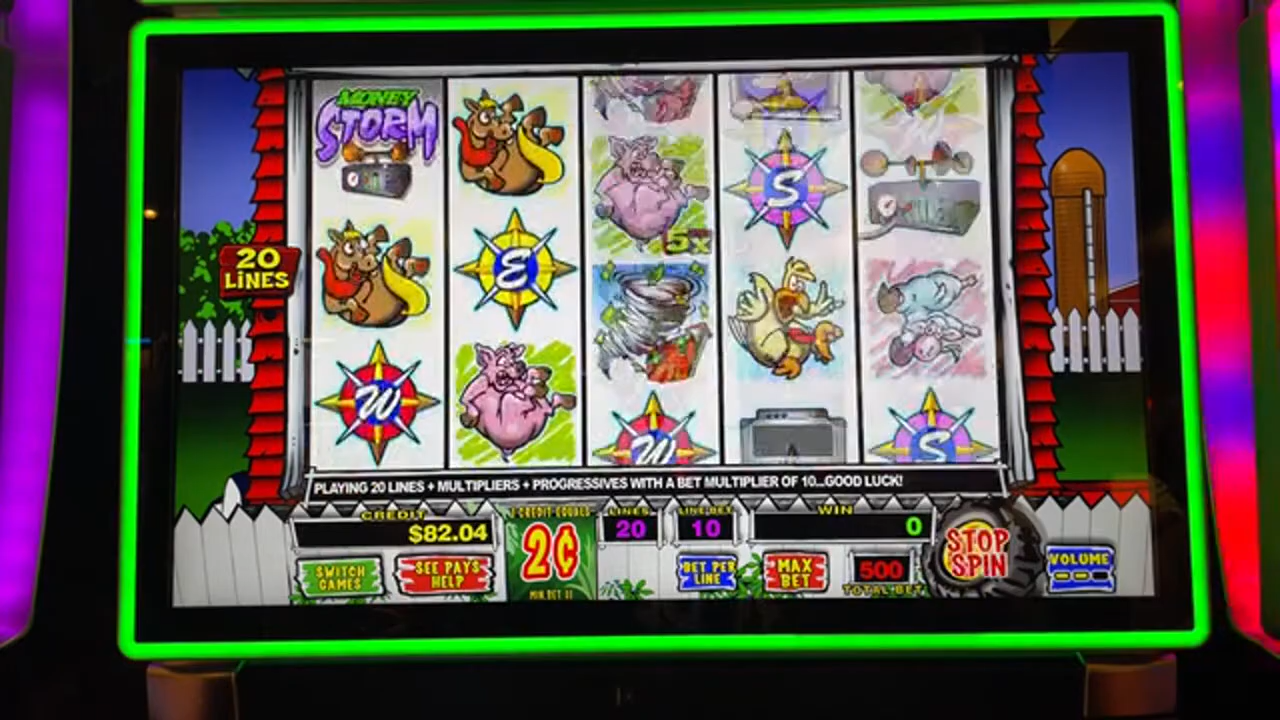 MONEY
STORM
E
W
5x
W
S
S
20
LINES
PLAYING 20 LINES + MULTIPLIERS + PROGRESSIVES WITH A BET MULTIPLIER OF 10...GOOD LUCK!
CREDIT
$82.04
1 CREDIT EQUALS
2¢
LINES
20
LINE BET
10
WIN
0
SWITCH
GAMES
SEE PAYS
HELP
BET PER
LINE
MAX
BET
500
TOTAL BET
STOP
SPIN
VOLUME